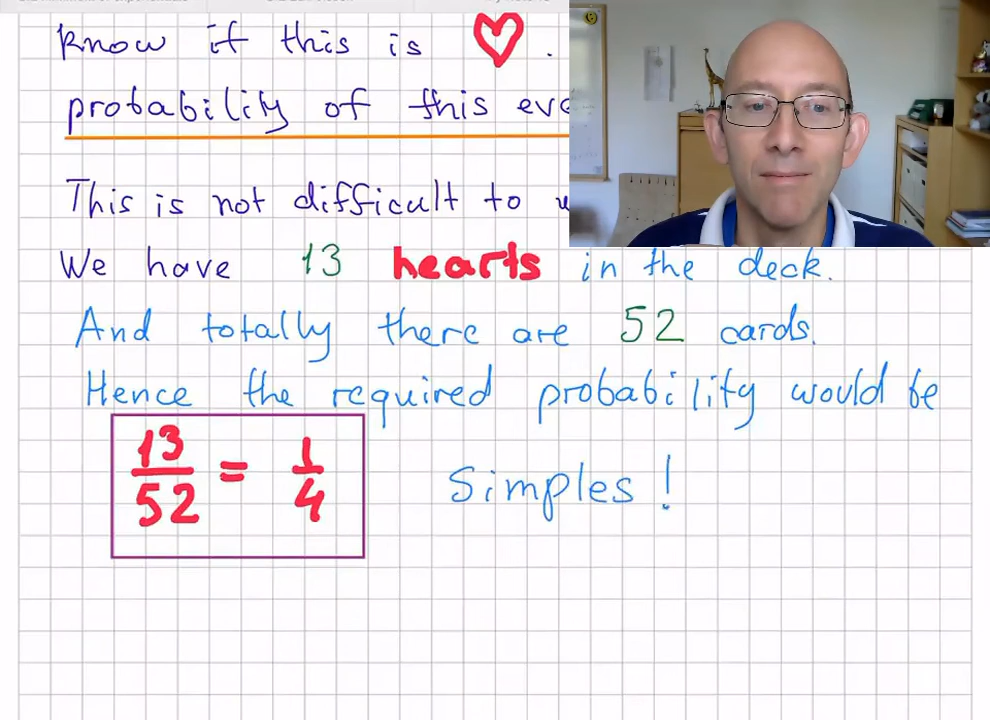 know if this is ♥.
probability of this eve
This is not difficult to
We have 13 hearts in the deck.
And totally there are 52 cards.
Hence the required probability would be
13/52 = 1/4
Simples!